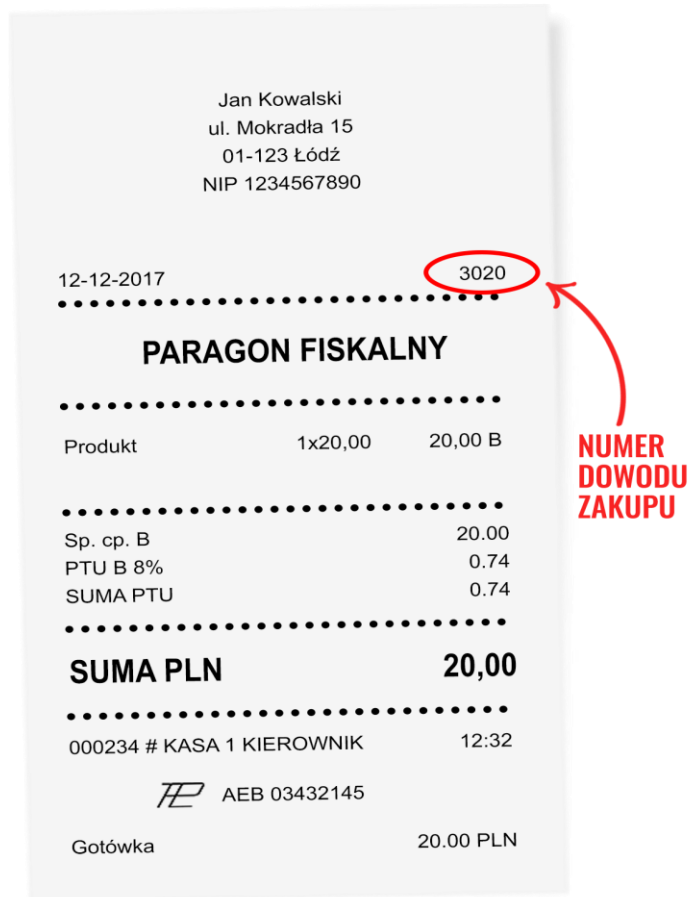 Jan Kowalski
ul. Mokradła 15
01-123 Łódź
NIP 1234567890
12-12-2017 3020
PARAGON FISKALNY
Produkt 1x20,00 20,00 B
Sp. cp. B 20.00
PTU B 8% 0.74
SUMA PTU 0.74
SUMA PLN 20,00
000234 # KASA 1 KIEROWNIK 12:32
AEB 03432145
Gotówka 20.00 PLN
NUMER
DOWODU
ZAKUPU